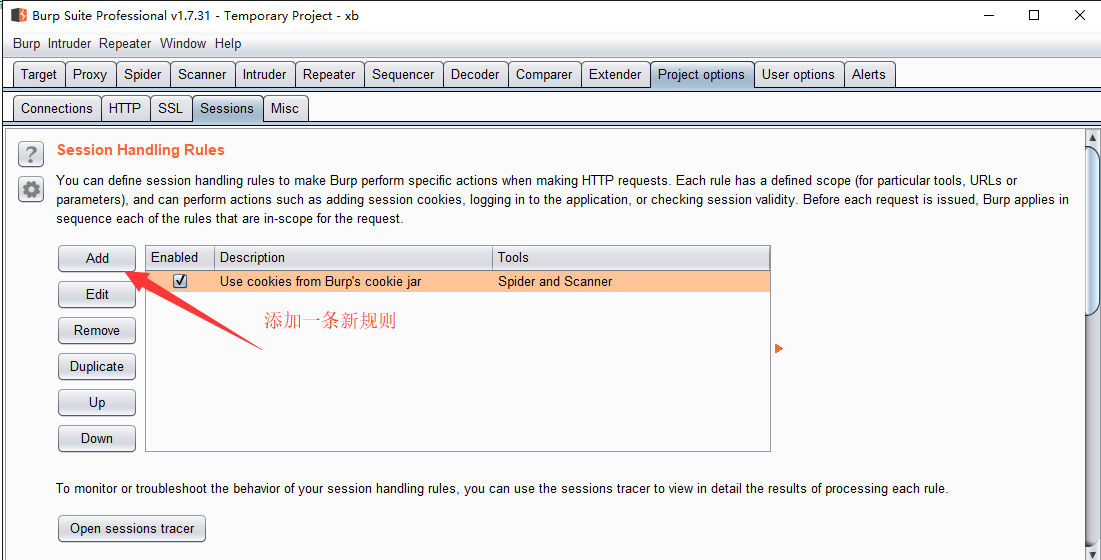 Burp Suite Professional v1.7.31 - Temporary Project - xb
Burp Intruder Repeater Window Help
Target Proxy Spider Scanner Intruder Repeater Sequencer Decoder Comparer Extender Project options User options Alerts
Connections HTTP SSL Sessions Misc
?
Session Handling Rules
You can define session handling rules to make Burp perform specific actions when making HTTP requests. Each rule has a defined scope (for particular tools, URLs or
parameters), and can perform actions such as adding session cookies, logging in to the application, or checking session validity. Before each request is issued, Burp applies in
sequence each of the rules that are in-scope for the request.
Add
Edit
Remove
Duplicate
Up
Down
Enabled Description Tools
Use cookies from Burp's cookie jar Spider and Scanner
添加一条新规则
To monitor or troubleshoot the behavior of your session handling rules, you can use the sessions tracer to view in detail the results of processing each rule.
Open sessions tracer